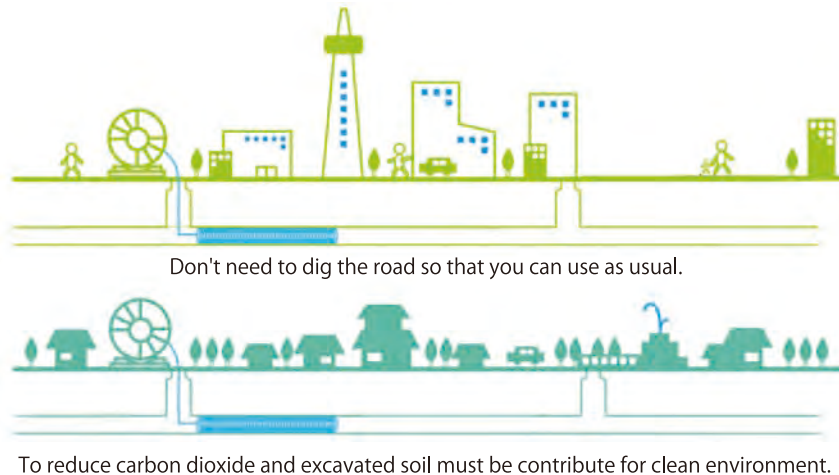 Don't need to dig the road so that you can use as usual.
To reduce carbon dioxide and excavated soil must be contribute for clean environment.